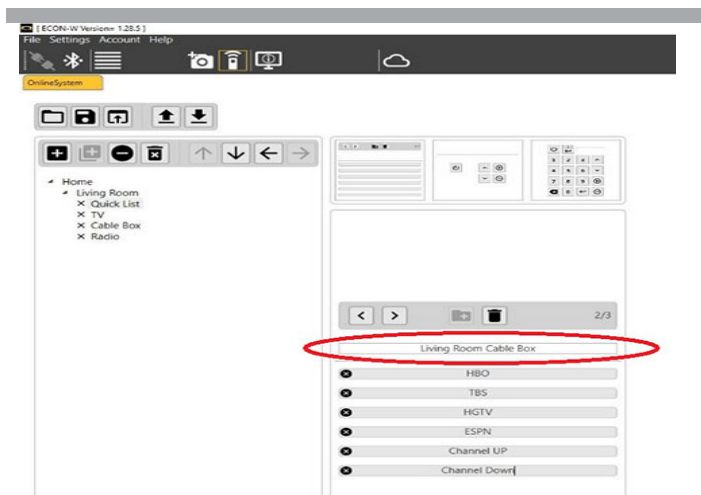 [ ECON-W Version= 1.28.5 ]
File Settings Account Help
OnlineSystem
Home
Living Room
Quick List
TV
Cable Box
Radio
2/3
Living Room Cable Box
HBO
TBS
HGTV
ESPN
Channel UP
Channel Down